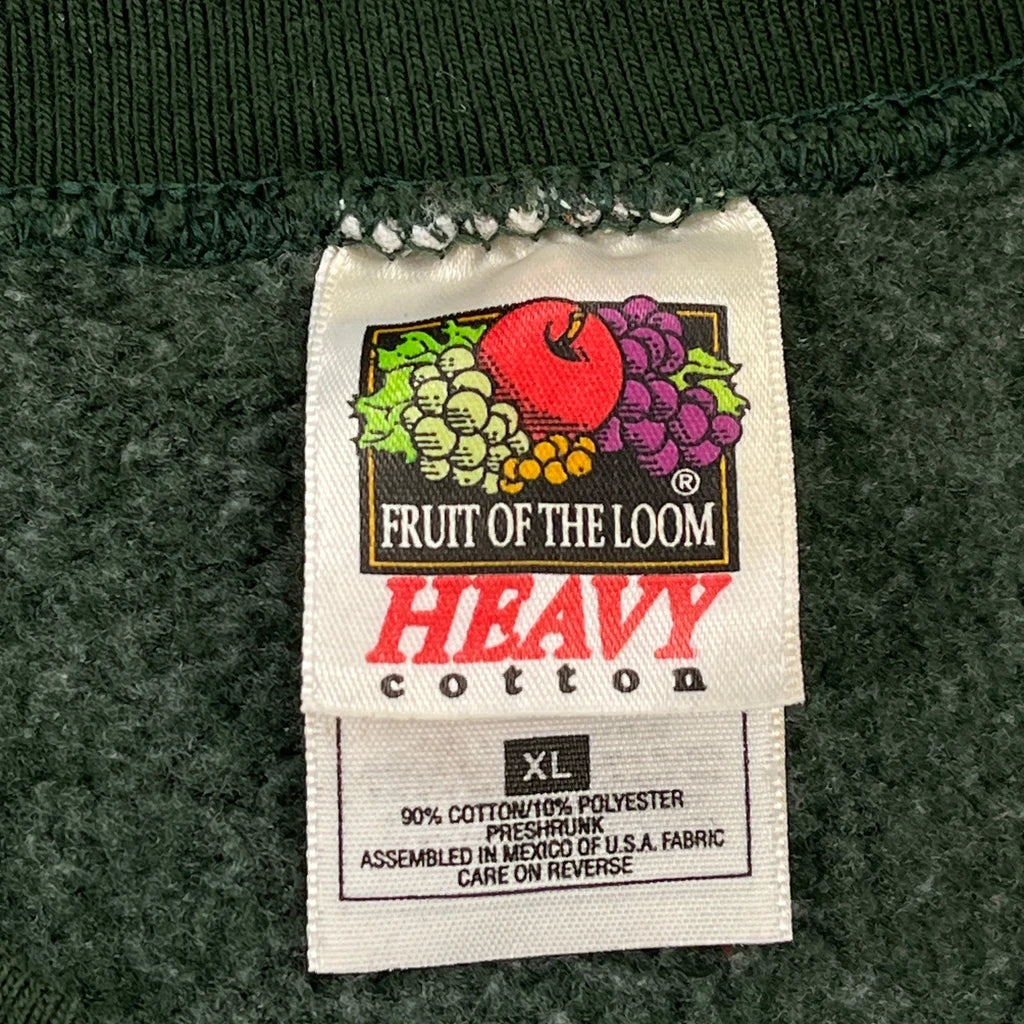 ®
FRUIT OF THE LOOM
HEAVY
cotton
XL
90% COTTON/10% POLYESTER
PRESHRUNK
ASSEMBLED IN MEXICO OF U.S.A. FABRIC
CARE ON REVERSE